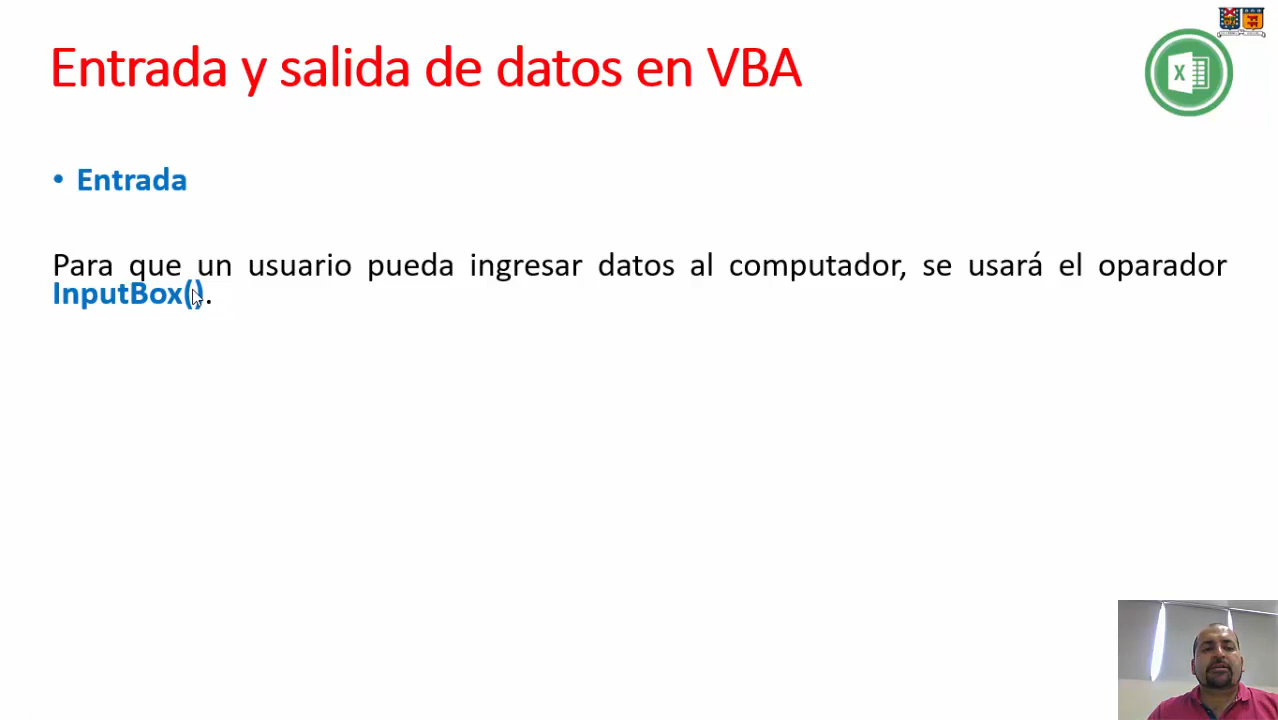 Entrada y salida de datos en VBA
• Entrada
Para que un usuario pueda ingresar datos al computador, se usará el oparador
InputBox().
X